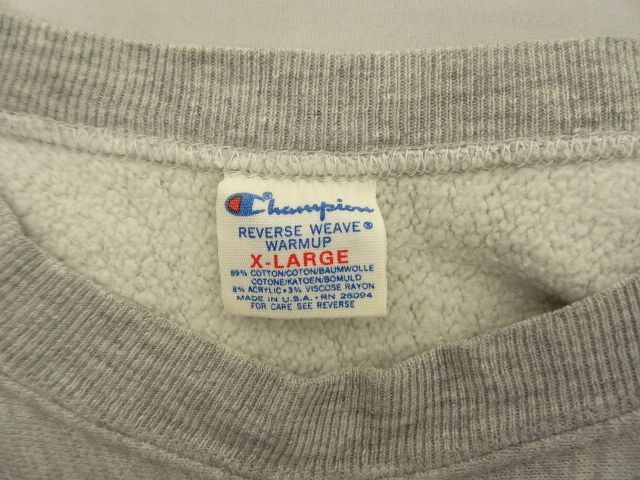 Champion®
REVERSE WEAVE®
WARMUP
X-LARGE
89% COTTON/COTON/BAUMWOLLE
COTONE/KATOEN/BOMULD
8% ACRYLIC • 3% VISCOSE RAYON
MADE IN U.S.A. • RN 26094
FOR CARE SEE REVERSE